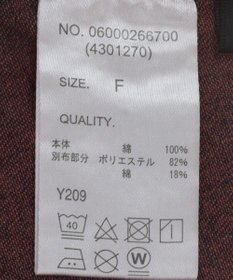 NO. 06000266700
(4301270)
SIZE. F
QUALITY.
本体 綿 100%
別布部分 ポリエステル 82%
綿 18%
Y209
40
W